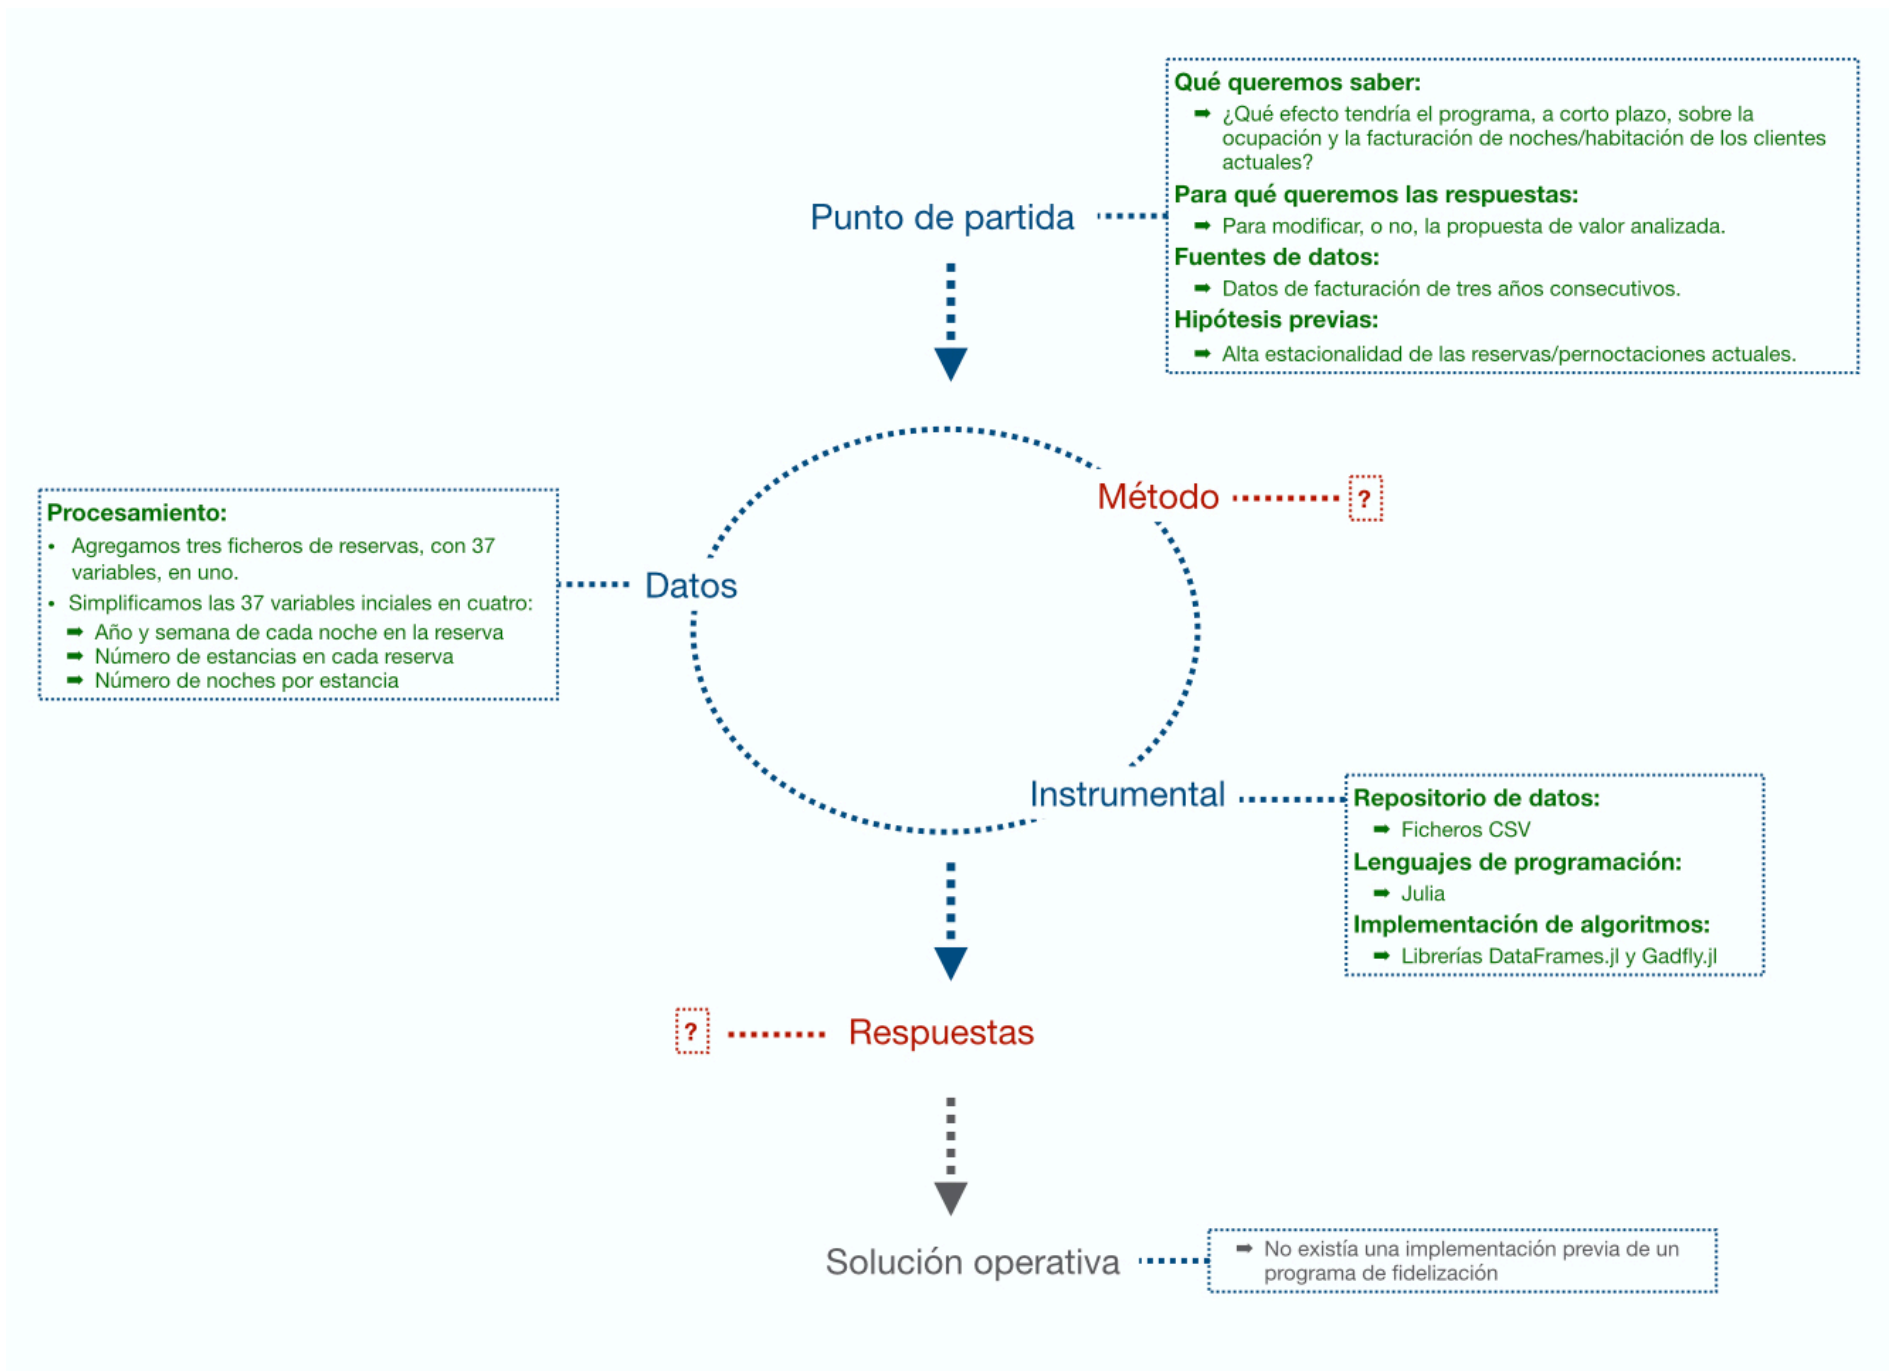 Qué queremos saber:
➡ ¿Qué efecto tendría el programa, a corto plazo, sobre la
ocupación y la facturación de noches/habitación de los clientes
actuales?
Para qué queremos las respuestas:
➡ Para modificar, o no, la propuesta de valor analizada.
Fuentes de datos:
➡ Datos de facturación de tres años consecutivos.
Hipótesis previas:
➡ Alta estacionalidad de las reservas/pernoctaciones actuales.
Punto de partida
Método
?
Procesamiento:
• Agregamos tres ficheros de reservas, con 37
variables, en uno.
• Simplificamos las 37 variables inciales en cuatro:
➡ Año y semana de cada noche en la reserva
➡ Número de estancias en cada reserva
➡ Número de noches por estancia
Datos
Instrumental
Repositorio de datos:
➡ Ficheros CSV
Lenguajes de programación:
➡ Julia
Implementación de algoritmos:
➡ Librerías DataFrames.jl y Gadfly.jl
?
Respuestas
Solución operativa
➡ No existía una implementación previa de un
programa de fidelización